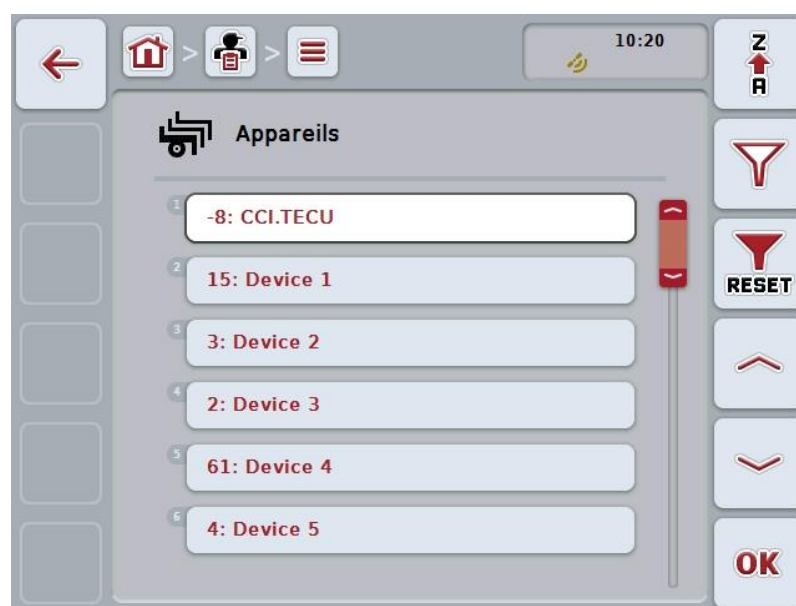 > >
10:20
Z
A
Appareils
1
-8: CCI.TECU
2
15: Device 1
RESET
3
3: Device 2
4
2: Device 3
5
61: Device 4
6
4: Device 5
OK